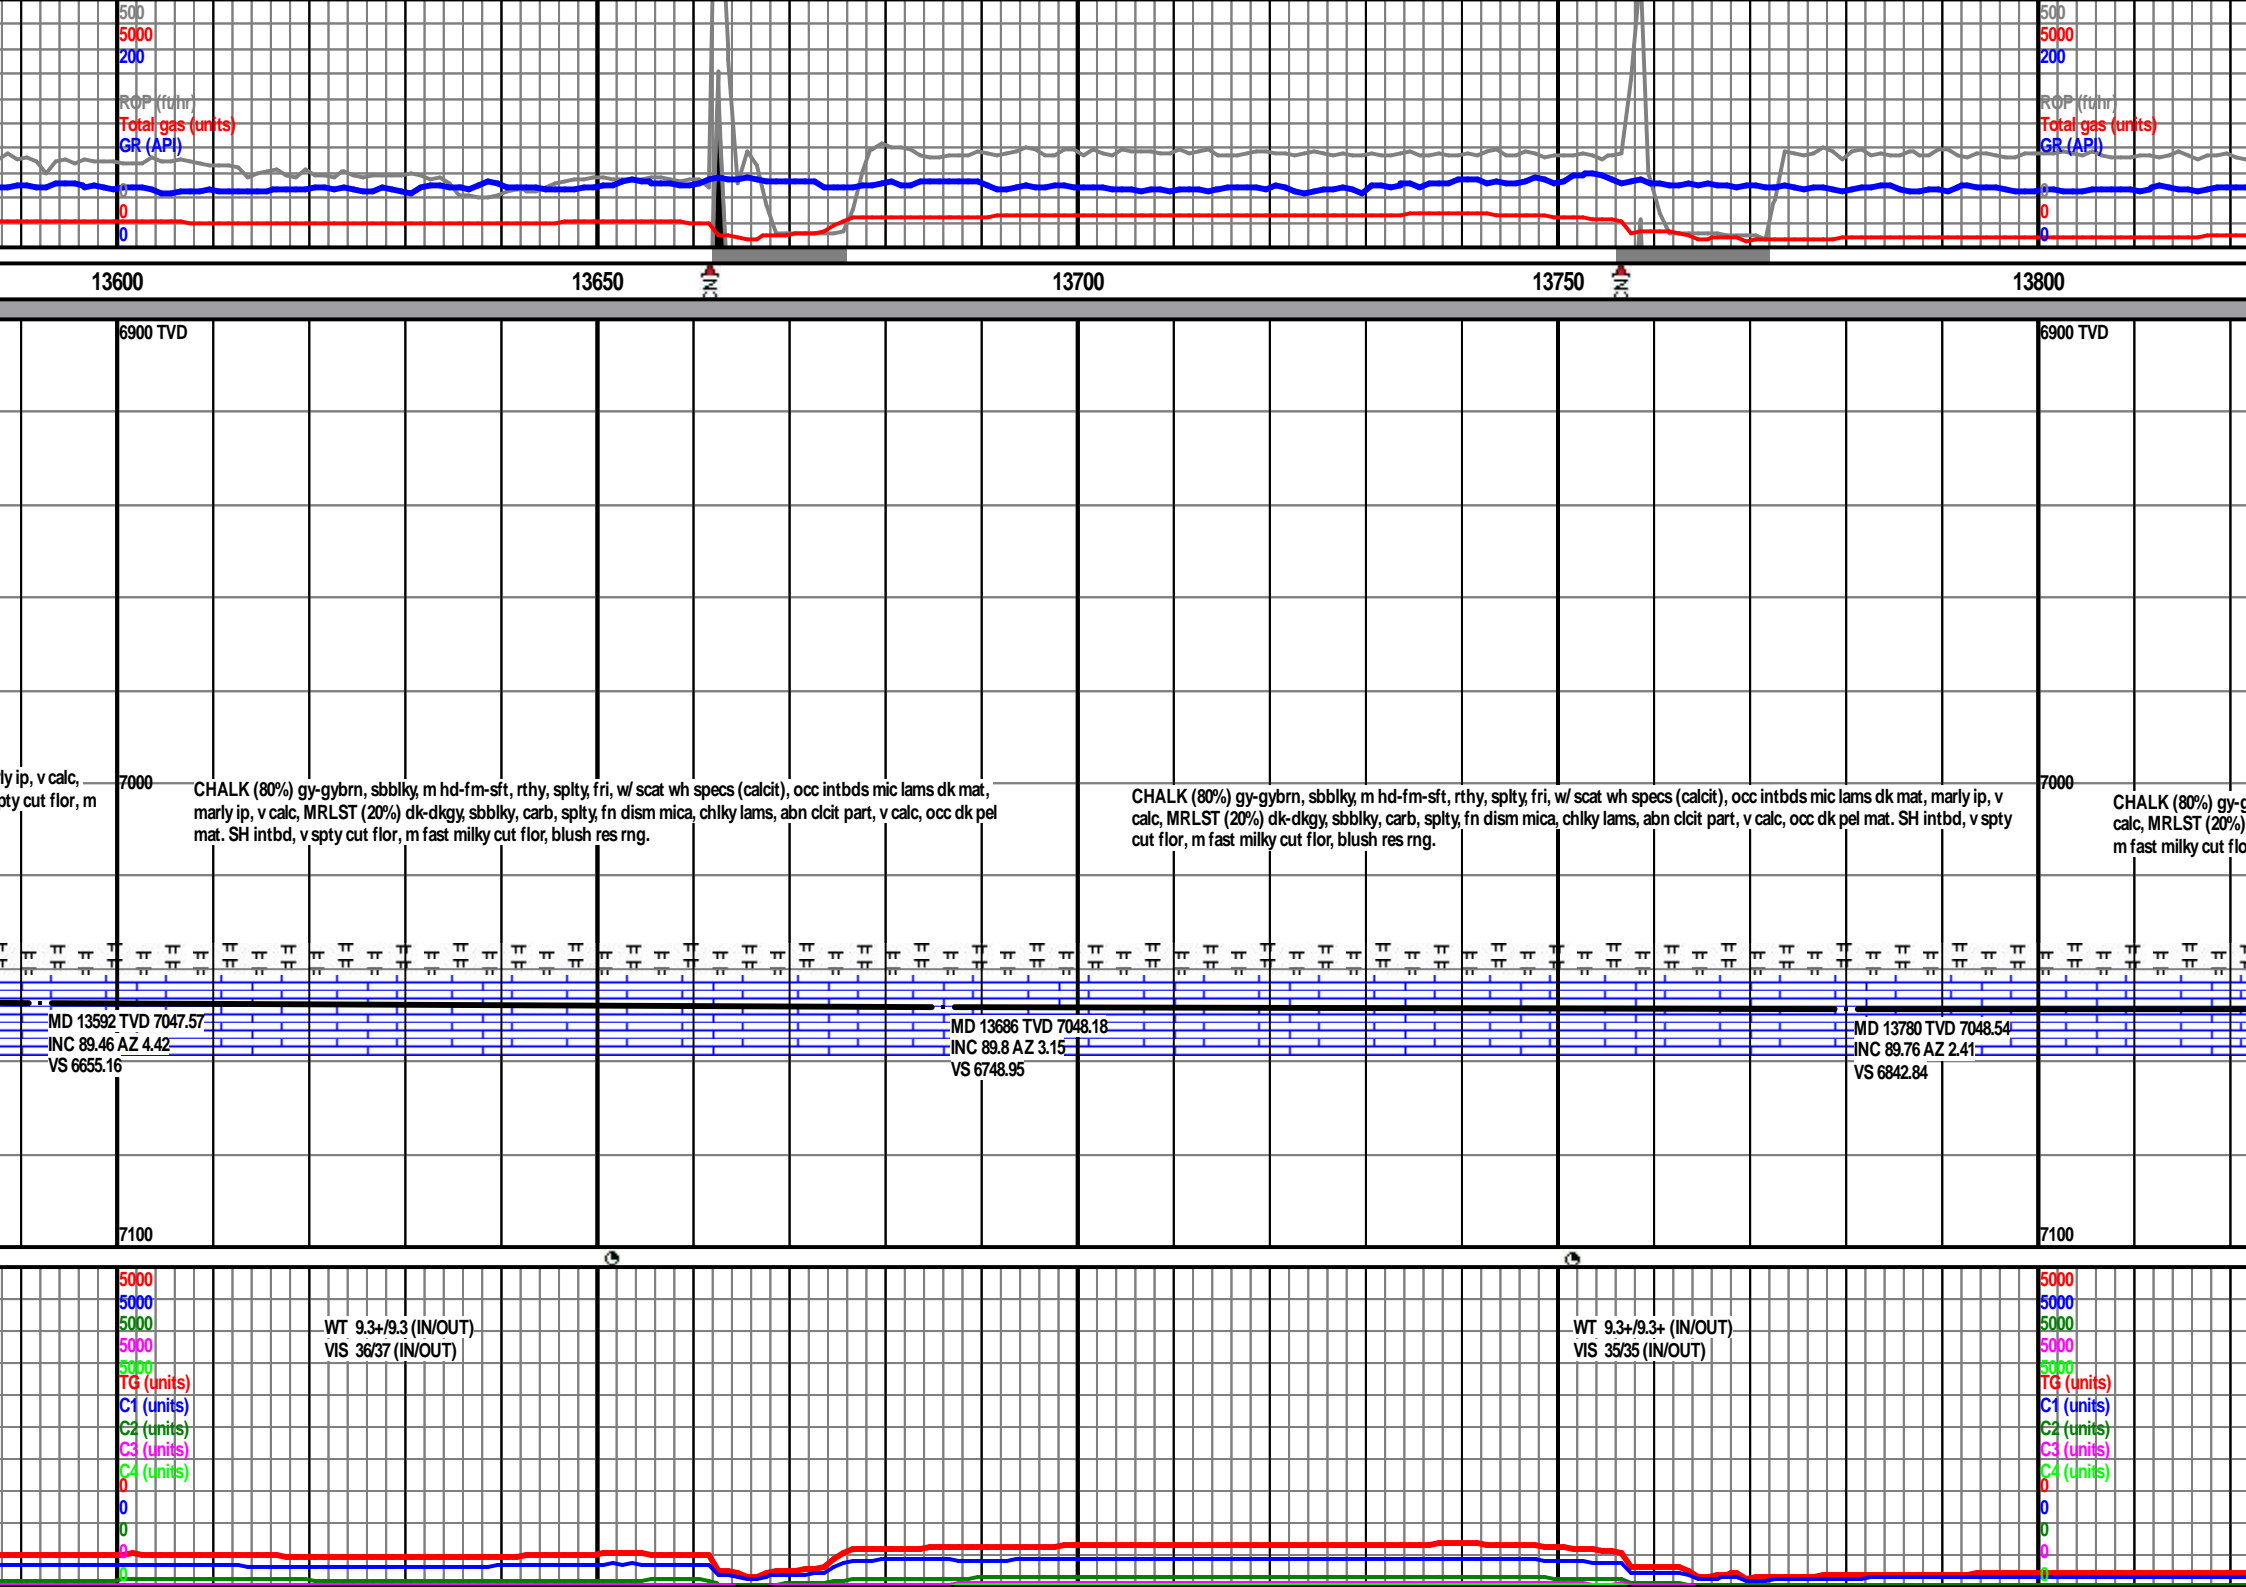 500
5000
200
ROP (ft/hr)
Total gas (units)
GR (API)
0
0
0
500
5000
200
ROP (ft/hr)
Total gas (units)
GR (API)
0
0
0
13600
13650
CN
13700
13750
CN
13800
6900 TVD
6900 TVD
ly ip, v calc,
pty cut flor, m
7000
CHALK (80%) gy-gybrn, sbblky, m hd-fm-sft, rthy, splty, fri, w/ scat wh specs (calcit), occ intbds mic lams dk mat,
marly ip, v calc, MRLST (20%) dk-dkgy, sbblky, carb, splty, fn dism mica, chlky lams, abn clcit part, v calc, occ dk pel
mat. SH intbd, v spty cut flor, m fast milky cut flor, blush res rng.
CHALK (80%) gy-gybrn, sbblky, m hd-fm-sft, rthy, splty, fri, w/ scat wh specs (calcit), occ intbds mic lams dk mat, marly ip, v
calc, MRLST (20%) dk-dkgy, sbblky, carb, splty, fn dism mica, chlky lams, abn clcit part, v calc, occ dk pel mat. SH intbd, v spty
cut flor, m fast milky cut flor, blush res rng.
7000
CHALK (80%) gy-g
calc, MRLST (20%)
m fast milky cut flo
MD 13592 TVD 7047.57
INC 89.46 AZ 4.42
VS 6655.16
MD 13686 TVD 7048.18
INC 89.8 AZ 3.15
VS 6748.95
MD 13780 TVD 7048.54
INC 89.76 AZ 2.41
VS 6842.84
7100
7100
5000
5000
5000
5000
5000
TG (units)
C1 (units)
C2 (units)
C3 (units)
C4 (units)
0
0
0
0
0
WT 9.3+/9.3 (IN/OUT)
VIS 36/37 (IN/OUT)
WT 9.3+/9.3+ (IN/OUT)
VIS 35/35 (IN/OUT)
5000
5000
5000
5000
5000
TG (units)
C1 (units)
C2 (units)
C3 (units)
C4 (units)
0
0
0
0
0